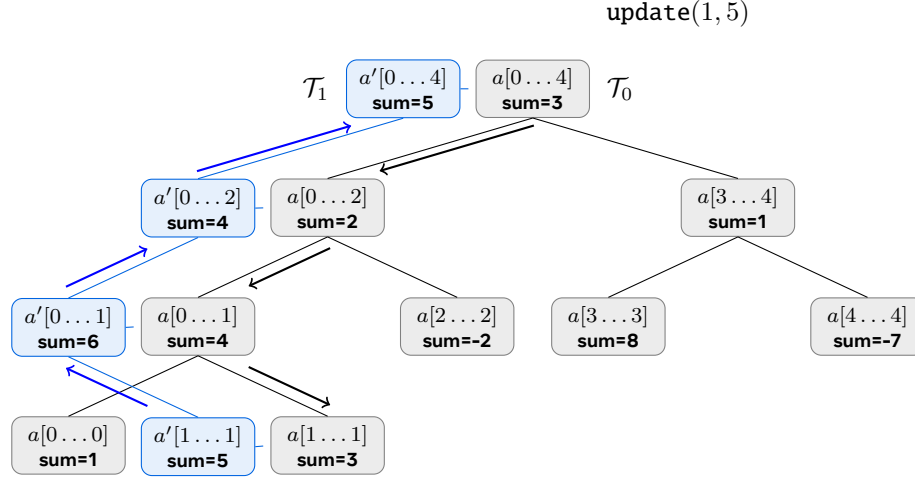 update(1, 5)
𝒯₁
a′[0 … 4]
sum=5
a[0 … 4]
sum=3
𝒯₀
a′[0 … 2]
sum=4
a[0 … 2]
sum=2
a[3 … 4]
sum=1
a′[0 … 1]
sum=6
a[0 … 1]
sum=4
a[2 … 2]
sum=-2
a[3 … 3]
sum=8
a[4 … 4]
sum=-7
a[0 … 0]
sum=1
a′[1 … 1]
sum=5
a[1 … 1]
sum=3